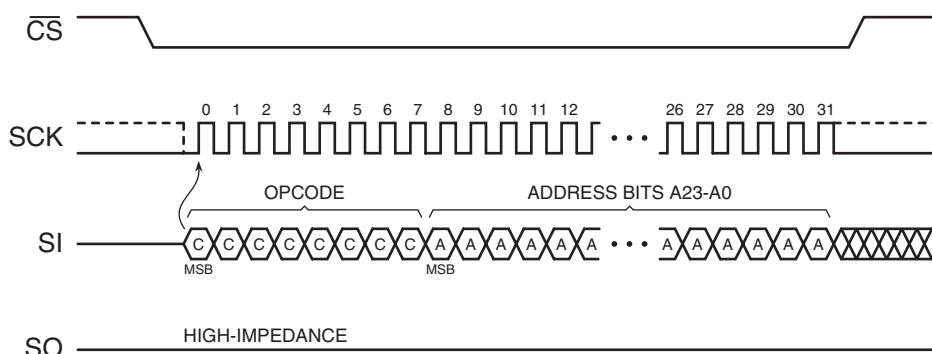 CS
0 1 2 3 4 5 6 7 8 9 10 11 12 26 27 28 29 30 31
SCK
OPCODE ADDRESS BITS A23-A0
SI C C C C C C C C A A A A A A A A A A A A
MSB MSB
HIGH-IMPEDANCE
SO